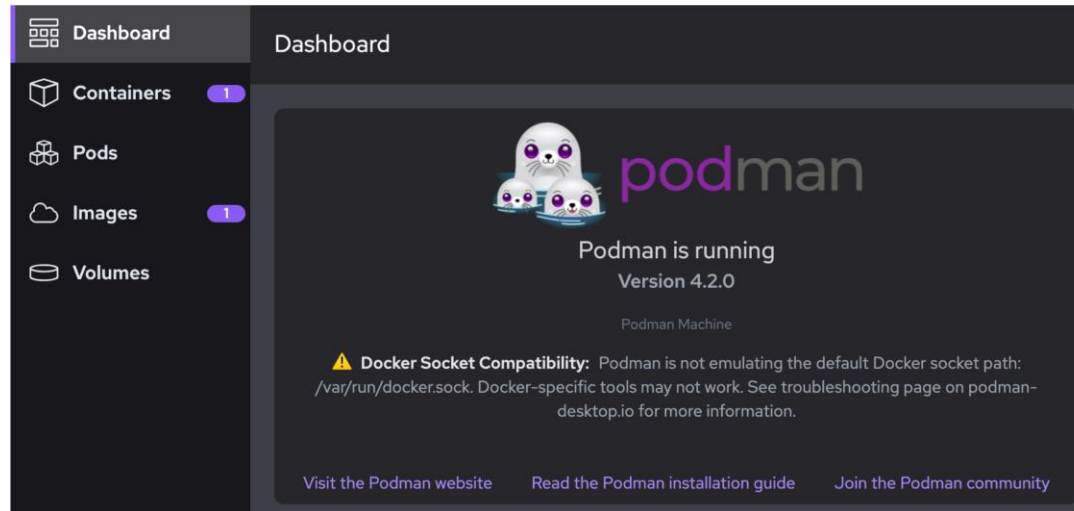 Dashboard
Containers 1
Pods
Images 1
Volumes
Dashboard
podman
Podman is running
Version 4.2.0
Podman Machine
Docker Socket Compatibility: Podman is not emulating the default Docker socket path:
/var/run/docker.sock. Docker-specific tools may not work. See troubleshooting page on podman-
desktop.io for more information.
Visit the Podman website Read the Podman installation guide Join the Podman community